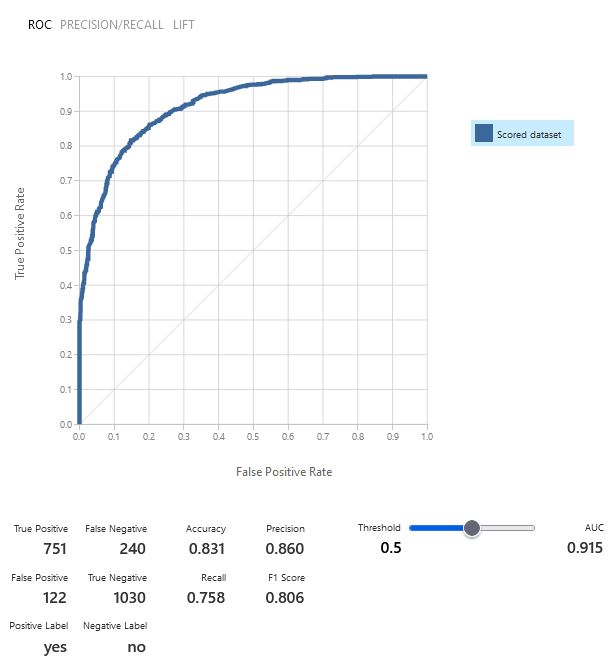 ROC PRECISION/RECALL LIFT
1.0
0.9
0.8
0.7
0.6
0.5
0.4
0.3
0.2
0.1
0.0
True Positive Rate
0.0 0.1 0.2 0.3 0.4 0.5 0.6 0.7 0.8 0.9 1.0
False Positive Rate
Scored dataset
True Positive False Negative Accuracy Precision Threshold AUC
751 240 0.831 0.860 0.5 0.915
False Positive True Negative Recall F1 Score
122 1030 0.758 0.806
Positive Label Negative Label
yes no